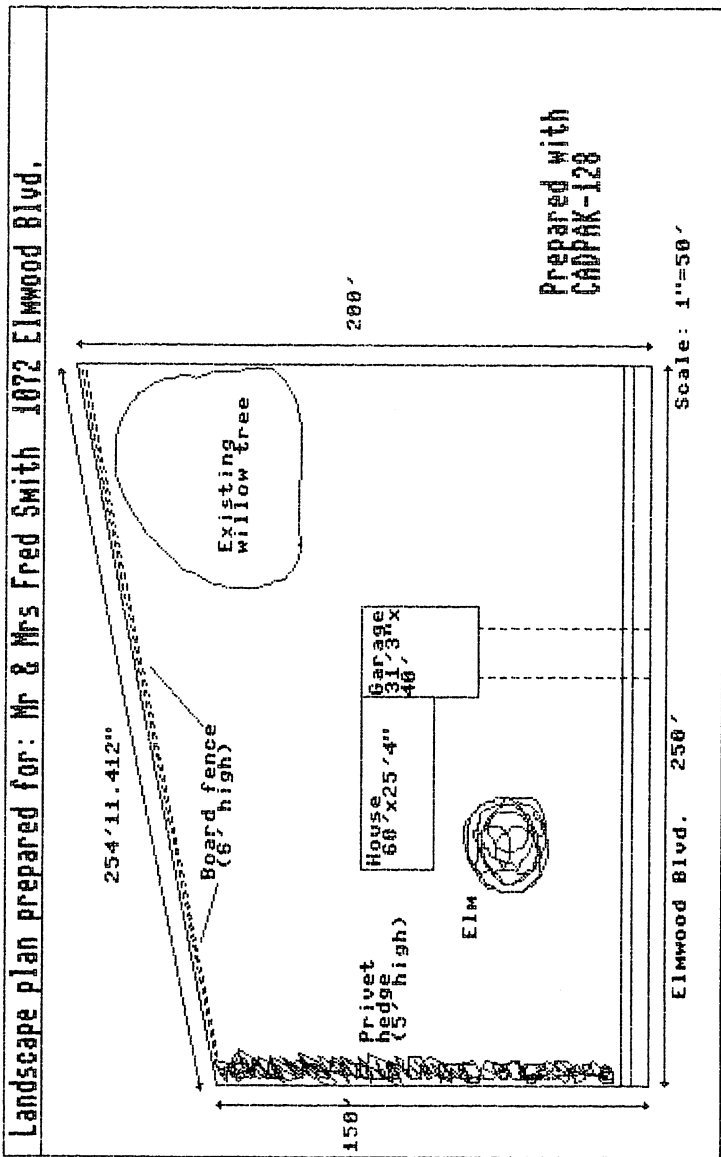 Landscape plan prepared for: Mr & Mrs Fred Smith 1072 Elmwood Blvd.
254'11.412"
Board fence
(6' high)
Existing
willow tree
200'
150'
Privet
hedge
(5' high)
House
60'x25'4"
Garage
31'3"x
40'
Elm
Elmwood Blvd. 250'
Scale: 1"=50'
Prepared with
CADPAK-128